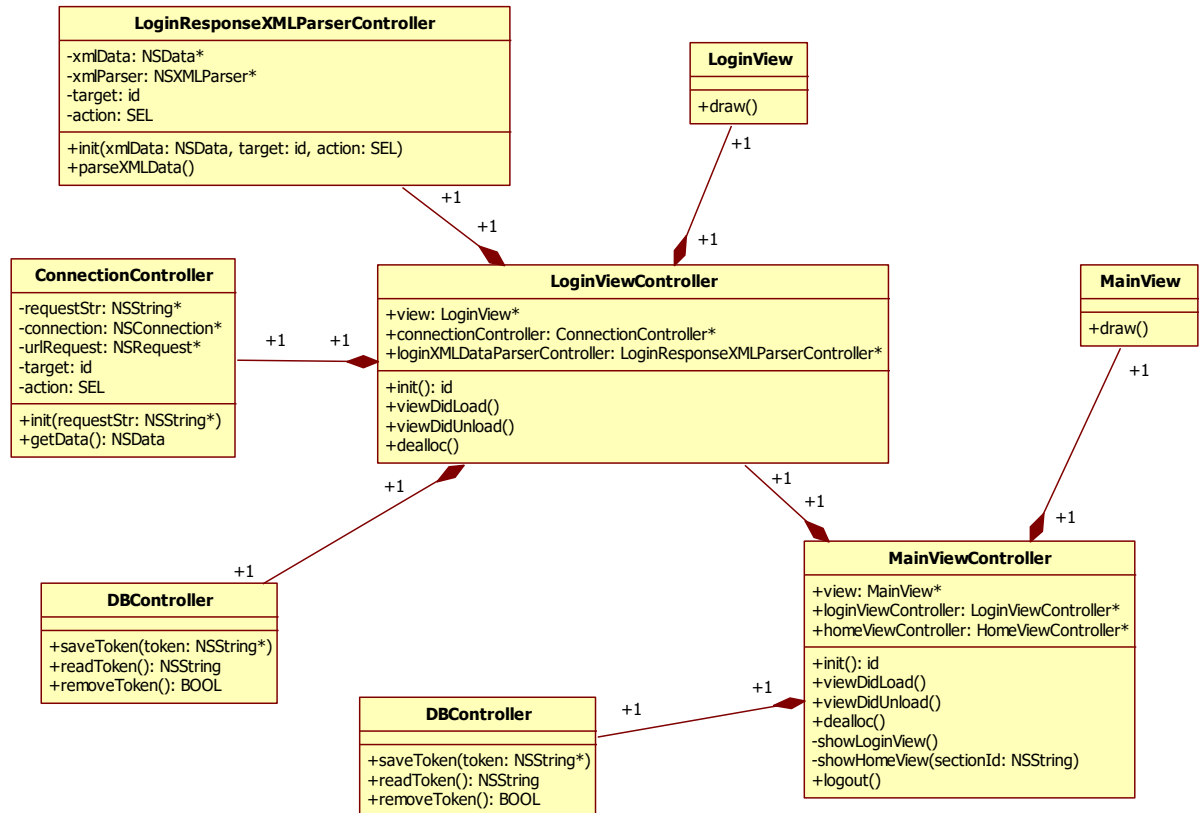 LoginResponseXMLParserController
-xmlData: NSData*
-xmlParser: NSXMLParser*
-target: id
-action: SEL
+init(xmlData: NSData, target: id, action: SEL)
+parseXMLData()
LoginView
+draw()
+1
+1
+1
+1
ConnectionController
-requestStr: NSString*
-connection: NSConnection*
-urlRequest: NSRequest*
-target: id
-action: SEL
+init(requestStr: NSString*)
+getData(): NSData
+1
+1
LoginViewController
+view: LoginView*
+connectionController: ConnectionController*
+loginXMLDataParserController: LoginResponseXMLParserController*
+init(): id
+viewDidLoad()
+viewDidUnload()
+dealloc()
MainView
+draw()
+1
+1
+1
+1
+1
+1
DBController
+saveToken(token: NSString*)
+readToken(): NSString
+removeToken(): BOOL
MainViewController
+view: MainView*
+loginViewController: LoginViewController*
+homeViewController: HomeViewController*
+init(): id
+viewDidLoad()
+viewDidUnload()
+dealloc()
-showLoginView()
-showHomeView(sectionId: NSString)
+logout()
+1
+1
DBController
+saveToken(token: NSString*)
+readToken(): NSString
+removeToken(): BOOL